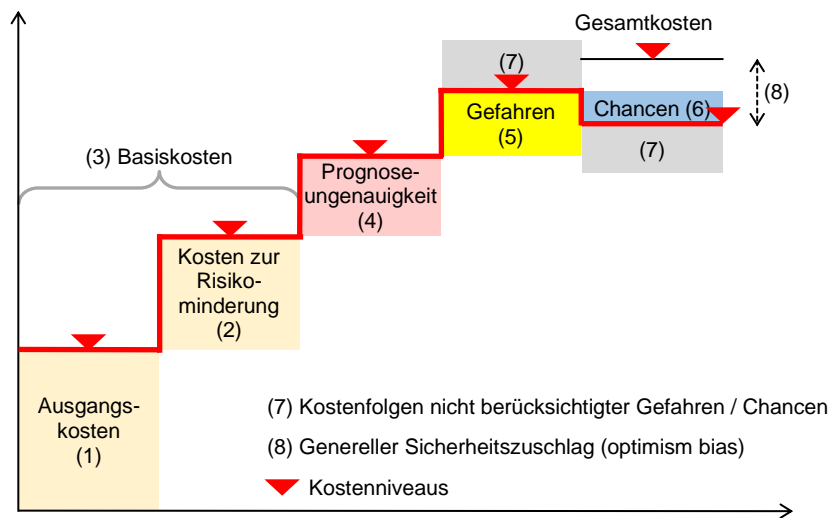 Gesamtkosten
(7)
(8)
Gefahren
(5)
Chancen (6)
(7)
(3) Basiskosten
Prognose-
ungenauigkeit
(4)
Kosten zur
Risiko-
minderung
(2)
Ausgangs-
kosten
(1)
(7) Kostenfolgen nicht berücksichtigter Gefahren / Chancen
(8) Genereller Sicherheitszuschlag (optimism bias)
Kostenniveaus